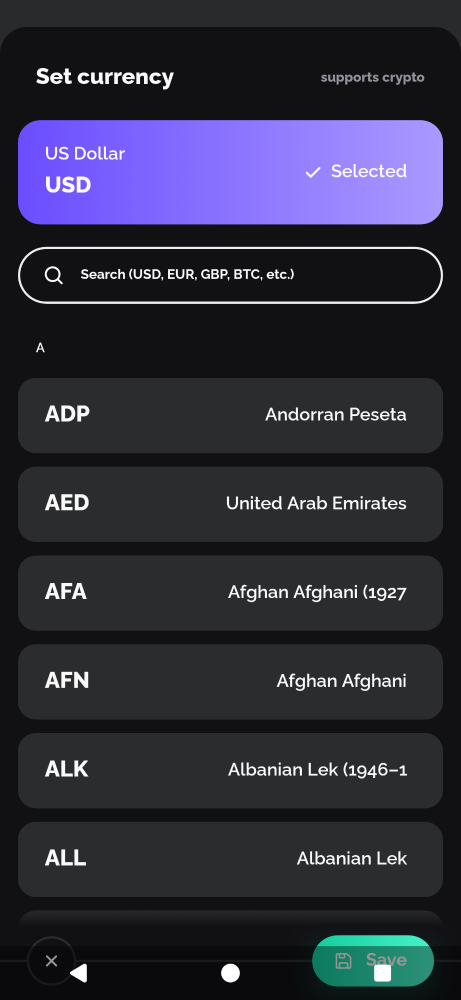 Set currency
supports crypto
US Dollar
USD
Selected
Search (USD, EUR, GBP, BTC, etc.)
A
ADP
Andorran Peseta
AED
United Arab Emirates
AFA
Afghan Afghani (1927
AFN
Afghan Afghani
ALK
Albanian Lek (1946–1
ALL
Albanian Lek
Save